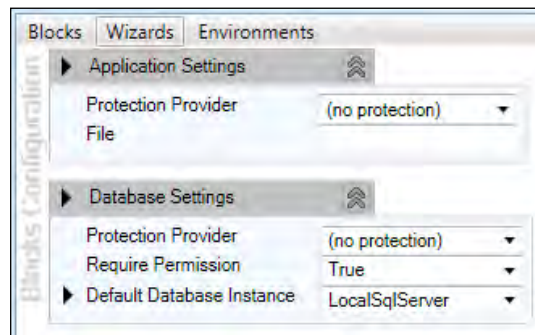 Blocks Wizards Environments
Blocks Configuration
Application Settings
Protection Provider (no protection)
File
Database Settings
Protection Provider (no protection)
Require Permission True
Default Database Instance LocalSqlServer